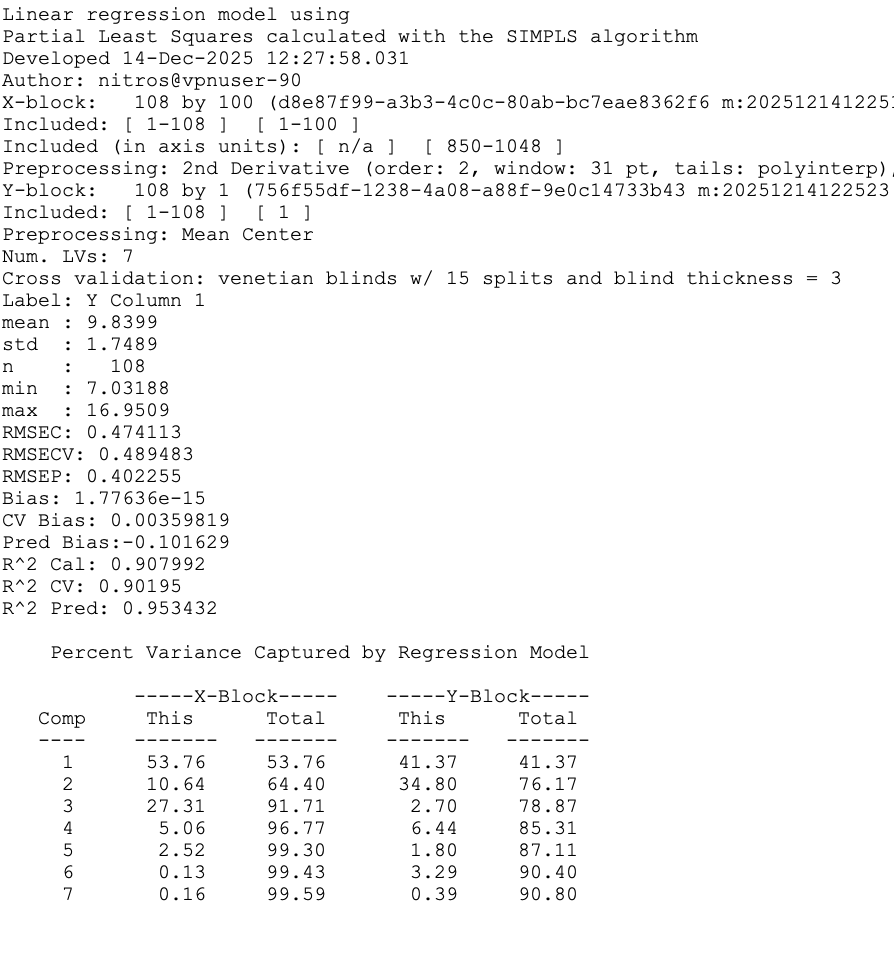 Linear regression model using
Partial Least Squares calculated with the SIMPLS algorithm
Developed 14-Dec-2025 12:27:58.031
Author: nitros@vpnuser-90
X-block:   108 by 100 (d8e87f99-a3b3-4c0c-80ab-bc7eae8362f6 m:202512141225
Included: [ 1-108 ]  [ 1-100 ]
Included (in axis units): [ n/a ]  [ 850-1048 ]
Preprocessing: 2nd Derivative (order: 2, window: 31 pt, tails: polyinterp),
Y-block:   108 by 1 (756f55df-1238-4a08-a88f-9e0c14733b43 m:20251214122523
Included: [ 1-108 ]  [ 1 ]
Preprocessing: Mean Center
Num. LVs: 7
Cross validation: venetian blinds w/ 15 splits and blind thickness = 3
Label: Y Column 1
mean : 9.8399
std  : 1.7489
n    :   108
min  : 7.03188
max  : 16.9509
RMSEC: 0.474113
RMSECV: 0.489483
RMSEP: 0.402255
Bias: 1.77636e-15
CV Bias: 0.00359819
Pred Bias:-0.101629
R^2 Cal: 0.907992
R^2 CV: 0.90195
R^2 Pred: 0.953432
Percent Variance Captured by Regression Model
-----X-Block-----    -----Y-Block-----
Comp     This      Total      This      Total
----    -------   -------    -------   -------
1      53.76     53.76      41.37     41.37
2      10.64     64.40      34.80     76.17
3      27.31     91.71       2.70     78.87
4       5.06     96.77       6.44     85.31
5       2.52     99.30       1.80     87.11
6       0.13     99.43       3.29     90.40
7       0.16     99.59       0.39     90.80